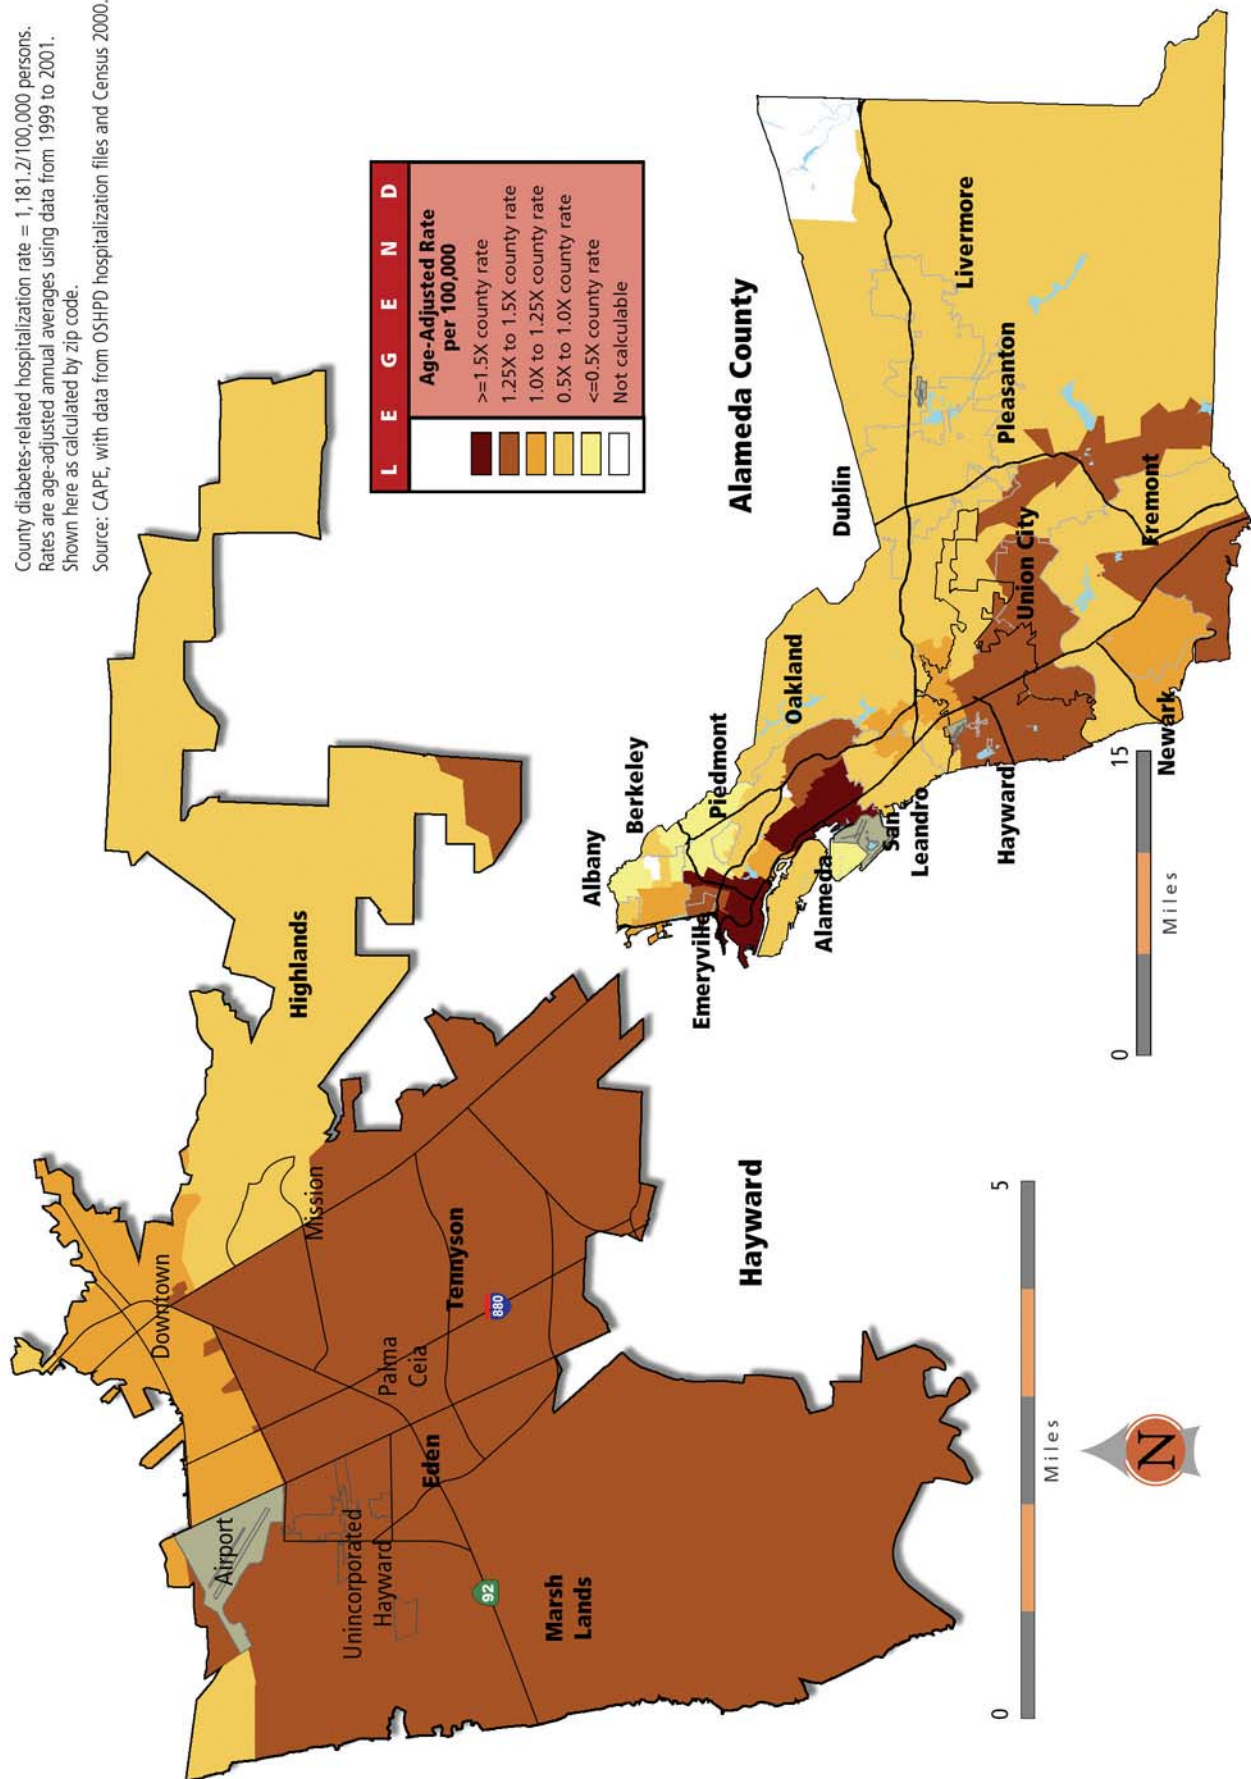 County diabetes-related hospitalization rate = 1,181.2/100,000 persons.
Rates are age-adjusted annual averages using data from 1999 to 2001.
Shown here as calculated by zip code.
Source: CAPE, with data from OSHPD hospitalization files and Census 2000.
LEGEND
Age-Adjusted Rate
per 100,000
>=1.5X county rate
1.25X to 1.5X county rate
1.0X to 1.25X county rate
0.5X to 1.0X county rate
<=0.5X county rate
Not calculable
Downtown
Airport
Highlands
Mission
Unincorporated
Hayward
Palma
Ceia
Eden
Tennyson
880
92
Marsh
Lands
Hayward
0
5
Miles
N
Alameda County
Albany
Berkeley
Emeryville
Piedmont
Oakland
Alameda
Dublin
San
Leandro
Livermore
Hayward
Pleasanton
Union City
Fremont
Newark
0
15
Miles